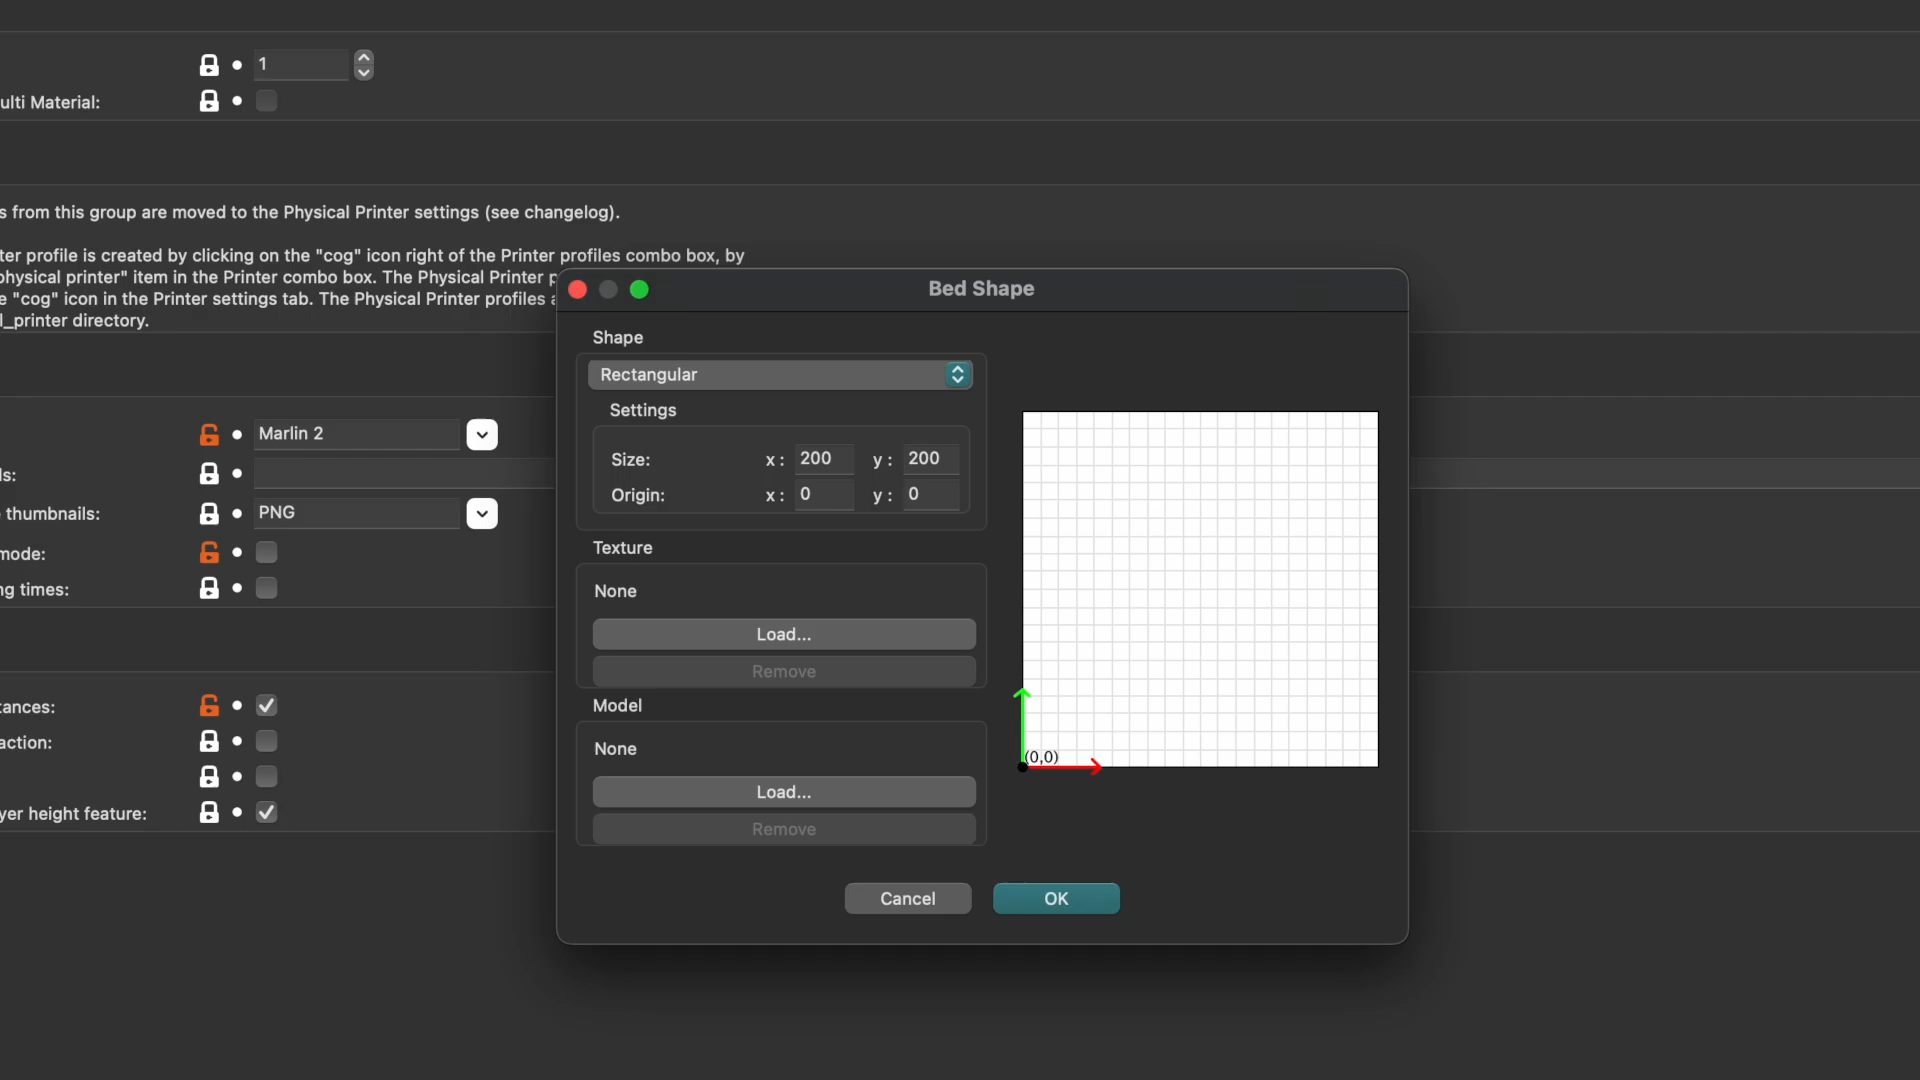 1
ulti Material:
s from this group are moved to the Physical Printer settings (see changelog).
ter profile is created by clicking on the "cog" icon right of the Printer profiles combo box, by
physical printer" item in the Printer combo box. The Physical Printer p
e "cog" icon in the Printer settings tab. The Physical Printer profiles a
l_printer directory.
Marlin 2
ls:
thumbnails:
PNG
mode:
ng times:
tances:
action:
yer height feature:
Bed Shape
Shape
Rectangular
Settings
Size: x: 200 y: 200
Origin: x: 0 y: 0
Texture
None
Load...
Remove
Model
None
Load...
Remove
(0,0)
Cancel
OK